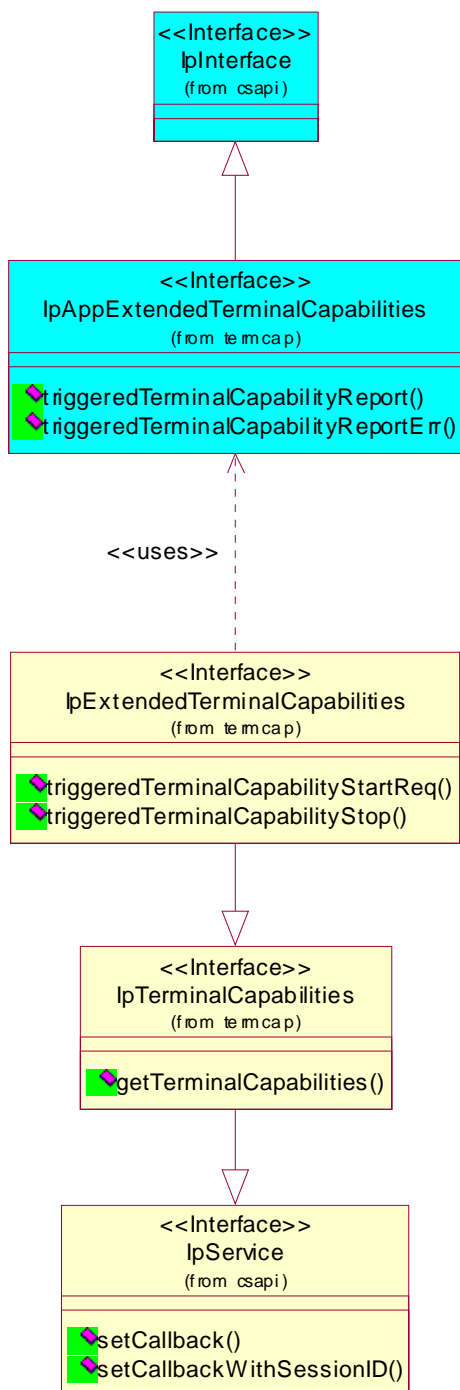 <<Interface>>
IpInterface
(from csapi)
<<Interface>>
IpAppExtendedTerminalCapabilities
(from termcap)
triggeredTerminalCapabilityReport()
triggeredTerminalCapabilityReportErr()
<<uses>>
<<Interface>>
IpExtendedTerminalCapabilities
(from termcap)
triggeredTerminalCapabilityStartReq()
triggeredTerminalCapabilityStop()
<<Interface>>
IpTerminalCapabilities
(from termcap)
getTerminalCapabilities()
<<Interface>>
IpService
(from csapi)
setCallback()
setCallbackWithSessionID()